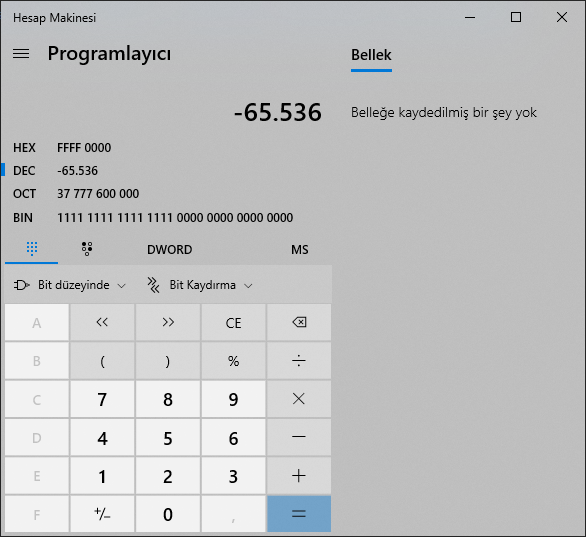 Hesap Makinesi
Programlayıcı
Bellek
-65.536
Belleğe kaydedilmiş bir şey yok
HEX FFFF 0000
DEC -65.536
OCT 37 777 600 000
BIN 1111 1111 1111 1111 0000 0000 0000 0000
DWORD MS
Bit düzeyinde Bit Kaydırma
A << >> CE
B ( ) % ÷
C 7 8 9 ×
D 4 5 6 −
E 1 2 3 +
F +/− 0 , =